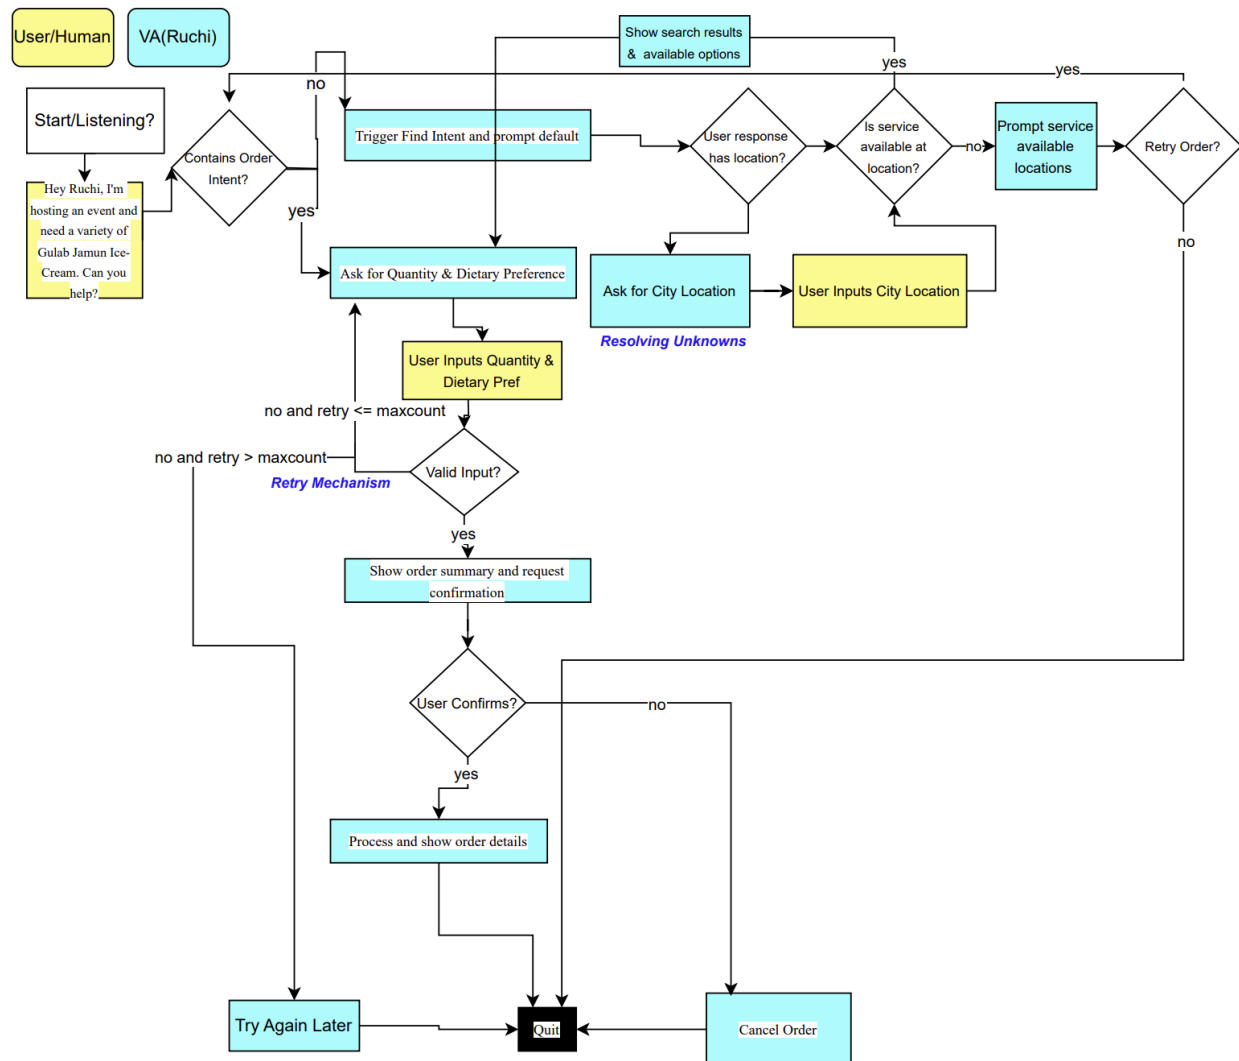 User/Human
VA(Ruchi)
Show search results
& available options
yes
yes
no
Start/Listening?
Contains Order
Intent?
Trigger Find Intent and prompt default
User response
has location?
Is service
available at
location?
no
Prompt service
available
locations
Retry Order?
Hey Ruchi, I'm
hosting an event and
need a variety of
Gulab Jamun Ice-
Cream. Can you
help?
yes
no
Ask for Quantity & Dietary Preference
Ask for City Location
User Inputs City Location
Resolving Unknowns
User Inputs Quantity &
Dietary Pref
no and retry <= maxcount
no and retry > maxcount
Retry Mechanism
Valid Input?
yes
Show order summary and request
confirmation
User Confirms?
no
yes
Process and show order details
Try Again Later
Quit
Cancel Order